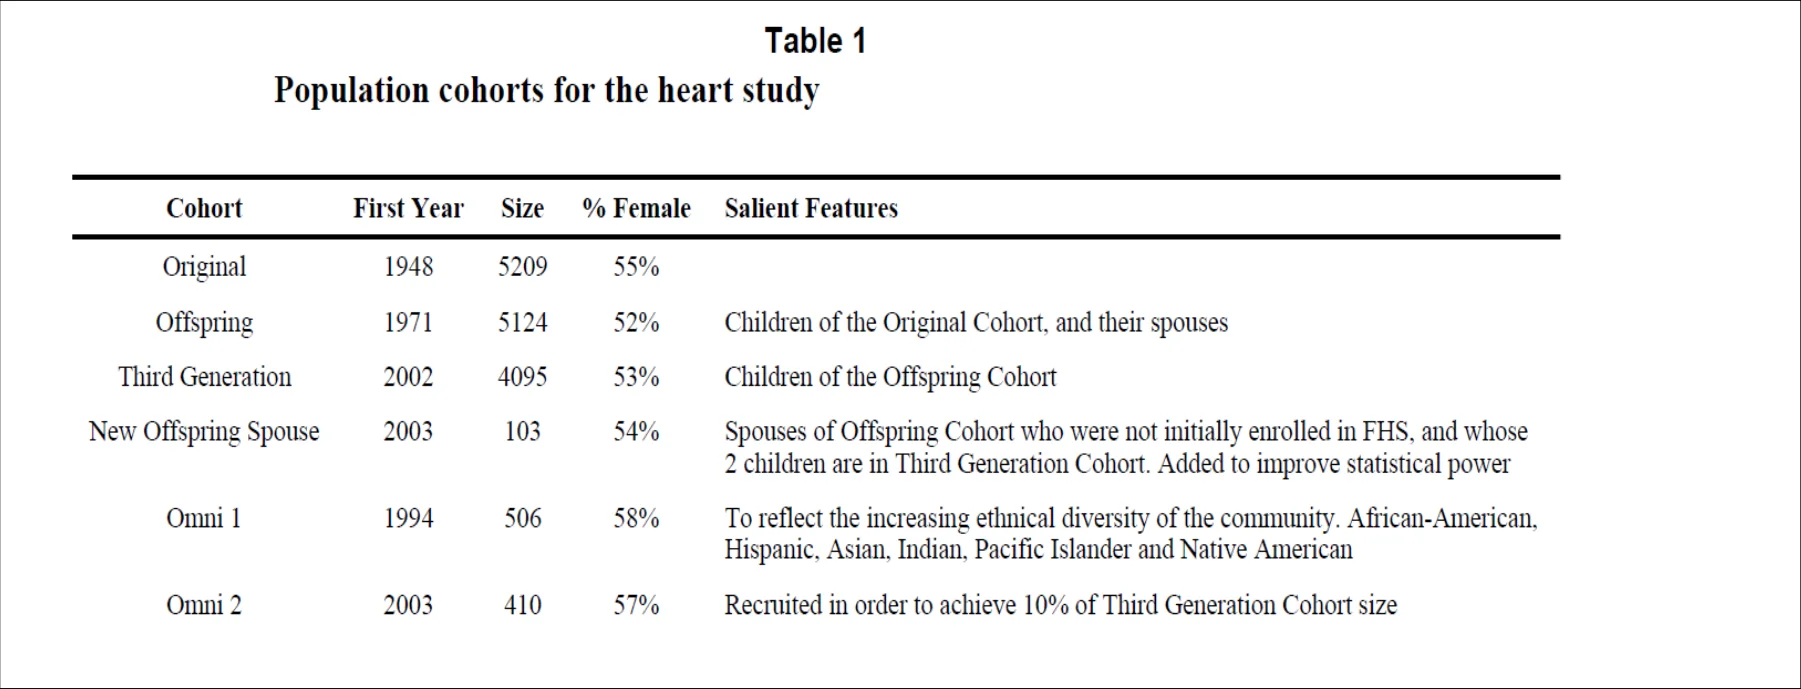 Table 1
Population cohorts for the heart study
Cohort First Year Size % Female Salient Features
Original 1948 5209 55%
Offspring 1971 5124 52% Children of the Original Cohort, and their spouses
Third Generation 2002 4095 53% Children of the Offspring Cohort
New Offspring Spouse 2003 103 54% Spouses of Offspring Cohort who were not initially enrolled in FHS, and whose
2 children are in Third Generation Cohort. Added to improve statistical power
Omni 1 1994 506 58% To reflect the increasing ethnical diversity of the community. African-American,
Hispanic, Asian, Indian, Pacific Islander and Native American
Omni 2 2003 410 57% Recruited in order to achieve 10% of Third Generation Cohort size